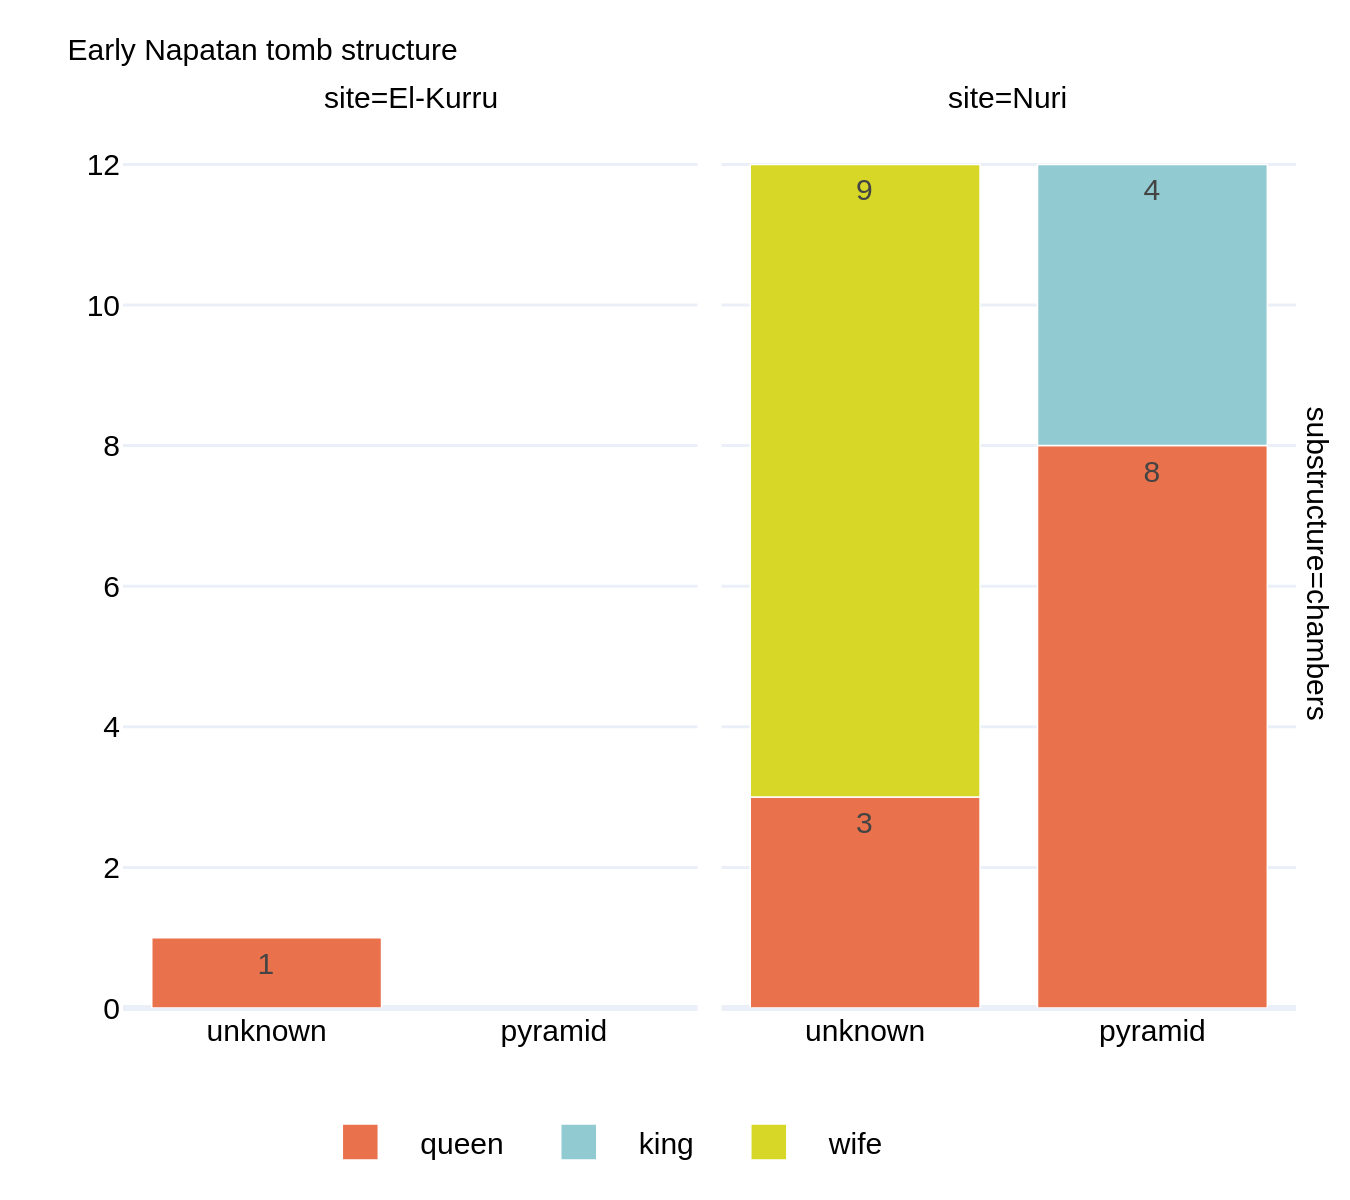 Early Napatan tomb structure
site=El-Kurru
site=Nuri
12
10
8
6
4
2
0
9
4
8
3
1
substructure=chambers
unknown
pyramid
unknown
pyramid
queen
king
wife